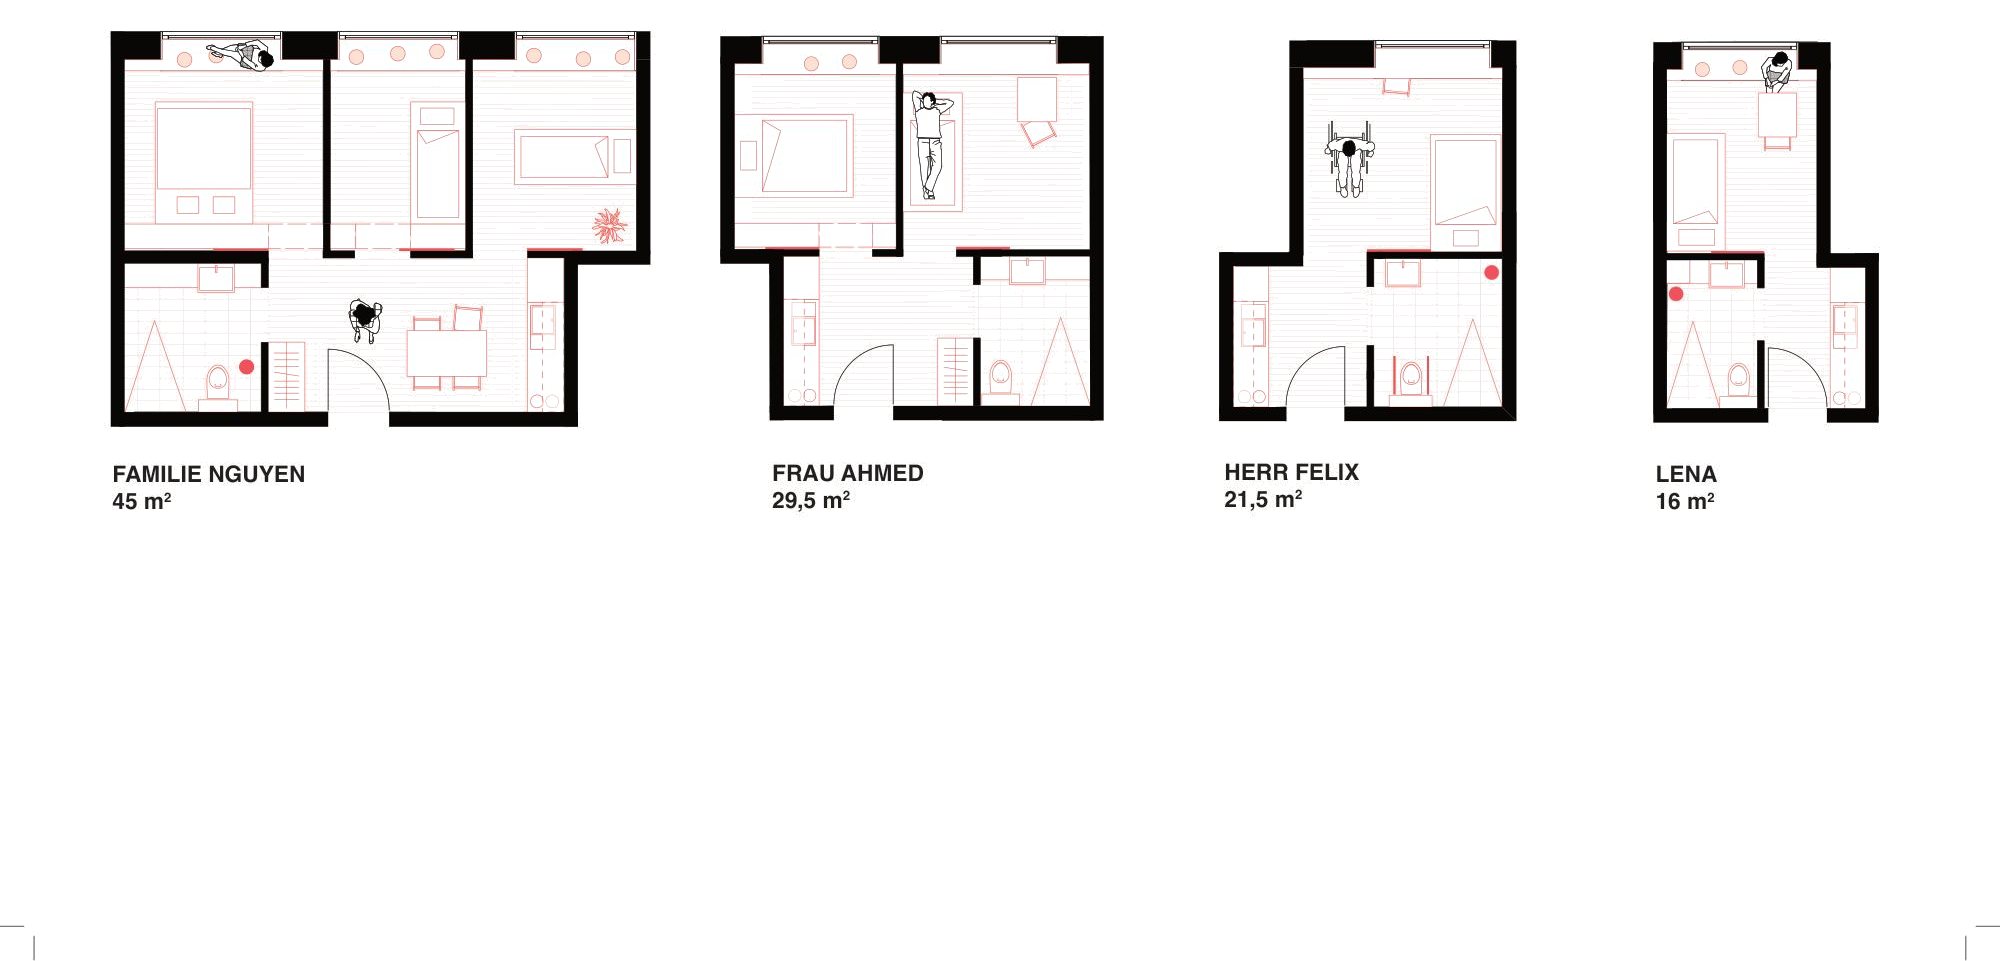 FAMILIE NGUYEN
45 m²
FRAU AHMED
29,5 m²
HERR FELIX
21,5 m²
LENA
16 m²